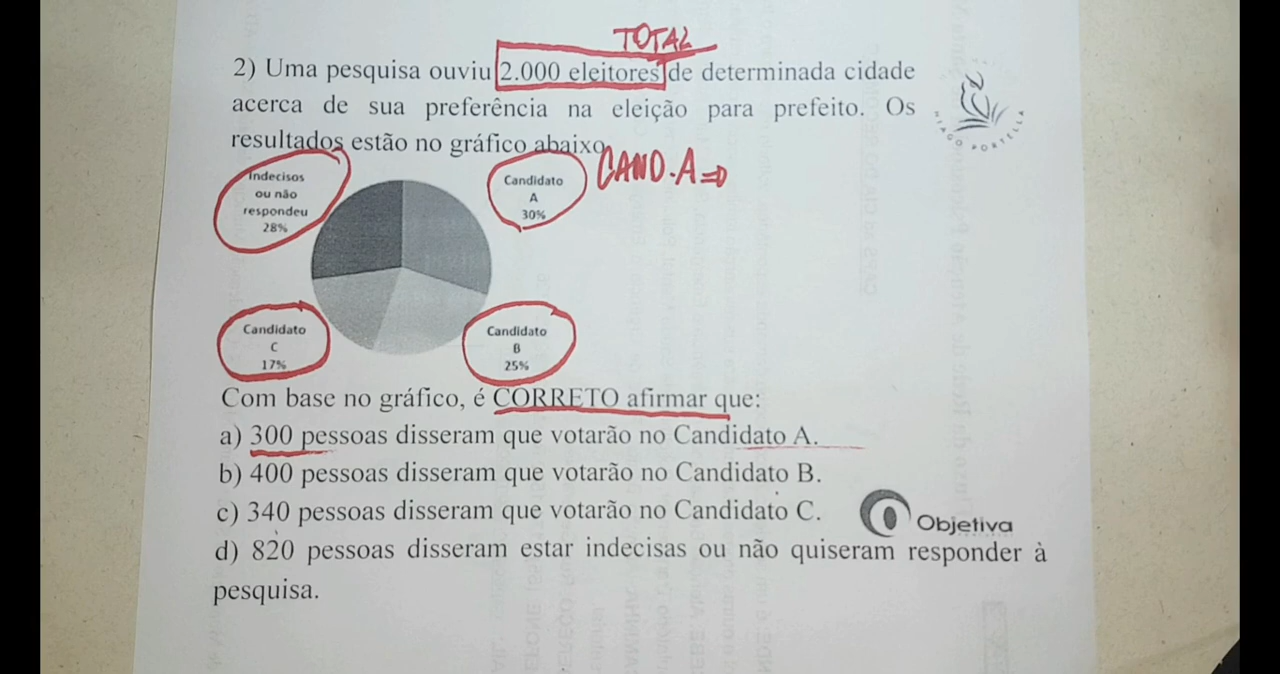 TOTAL
2) Uma pesquisa ouviu 2.000 eleitores de determinada cidade
acerca de sua preferência na eleição para prefeito. Os
resultados estão no gráfico abaixo
CAND.A⇒
Indecisos
ou não
respondeu
28%
Candidato
A
30%
Candidato
C
17%
Candidato
B
25%
Com base no gráfico, é CORRETO afirmar que:
a) 300 pessoas disseram que votarão no Candidato A.
b) 400 pessoas disseram que votarão no Candidato B.
c) 340 pessoas disseram que votarão no Candidato C.
Objetiva
d) 820 pessoas disseram estar indecisas ou não quiseram responder à
pesquisa.